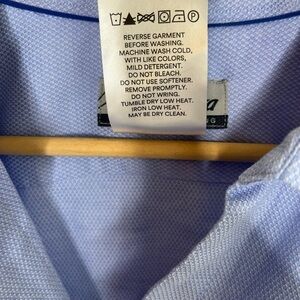 REVERSE GARMENT
BEFORE WASHING.
MACHINE WASH COLD,
WITH LIKE COLORS,
MILD DETERGENT.
DO NOT BLEACH.
DO NOT USE SOFTENER.
REMOVE PROMPTLY.
DO NOT WRING.
TUMBLE DRY LOW HEAT.
IRON LOW HEAT.
MAY BE DRY CLEAN.